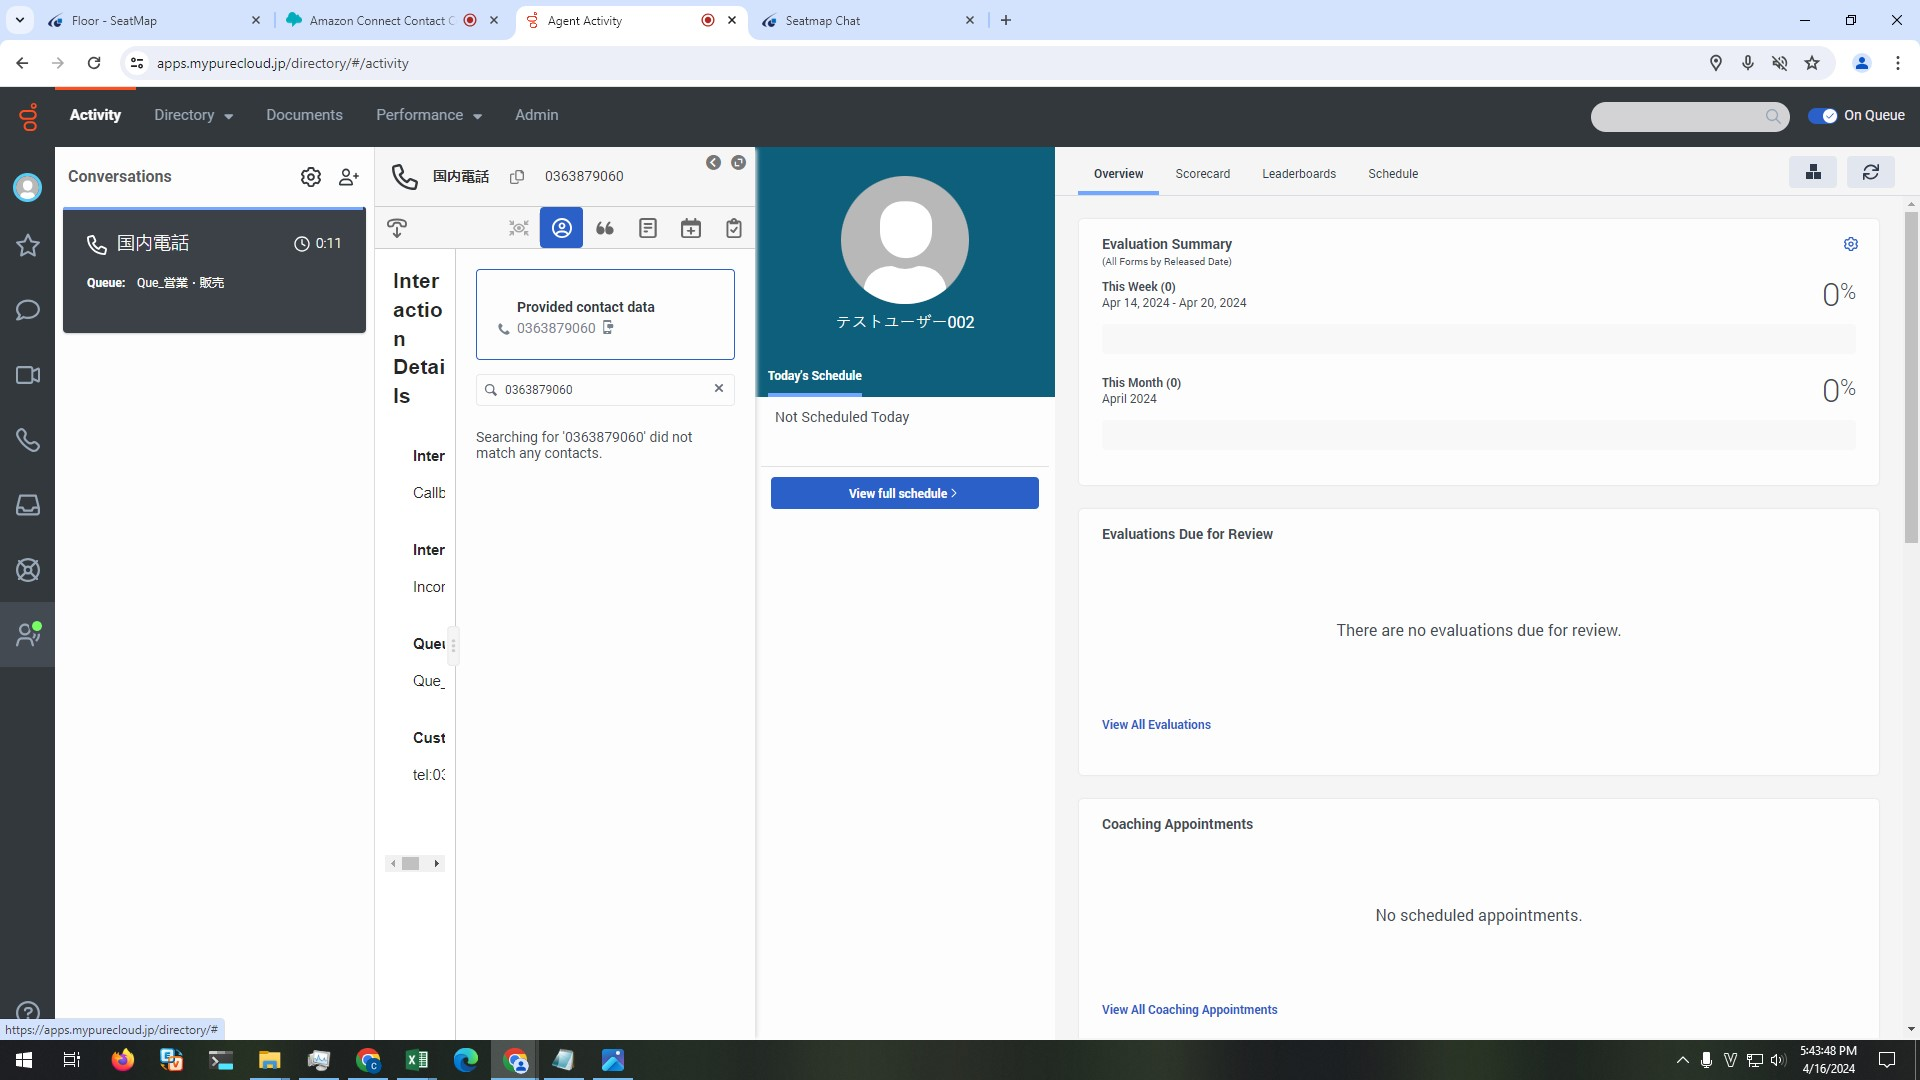 Floor - SeatMap
Amazon Connect Contact C
Agent Activity
Seatmap Chat
apps.mypurecloud.jp/directory/#/activity
Activity
Directory
Documents
Performance
Admin
On Queue
Conversations
国内電話
0:11
Queue: Que_営業・販売
国内電話
0363879060
Inter
actio
n
Detai
ls
Inter
Callb
Inter
Incor
Queu
Que_
Cust
tel:03
Provided contact data
0363879060
0363879060
Searching for '0363879060' did not
match any contacts.
テストユーザー002
Today's Schedule
Not Scheduled Today
View full schedule
Overview
Scorecard
Leaderboards
Schedule
Evaluation Summary
(All Forms by Released Date)
This Week (0)
Apr 14, 2024 - Apr 20, 2024
0%
This Month (0)
April 2024
0%
Evaluations Due for Review
There are no evaluations due for review.
View All Evaluations
Coaching Appointments
No scheduled appointments.
View All Coaching Appointments
https://apps.mypurecloud.jp/directory/#
5:43:48 PM
4/16/2024